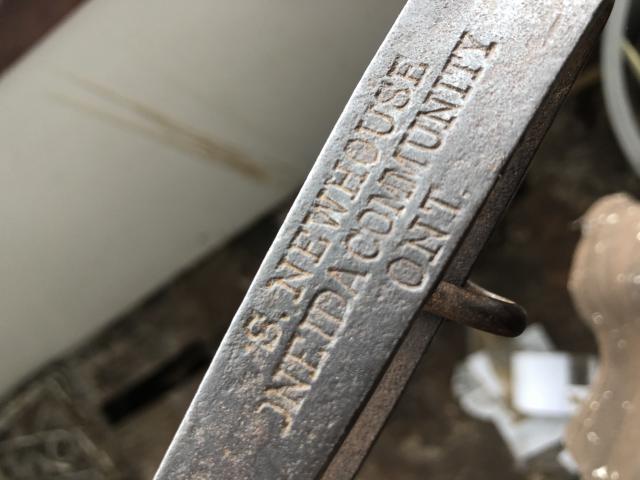 S. NEWHOUSE
ONEIDA COMMUNITY
ONT.